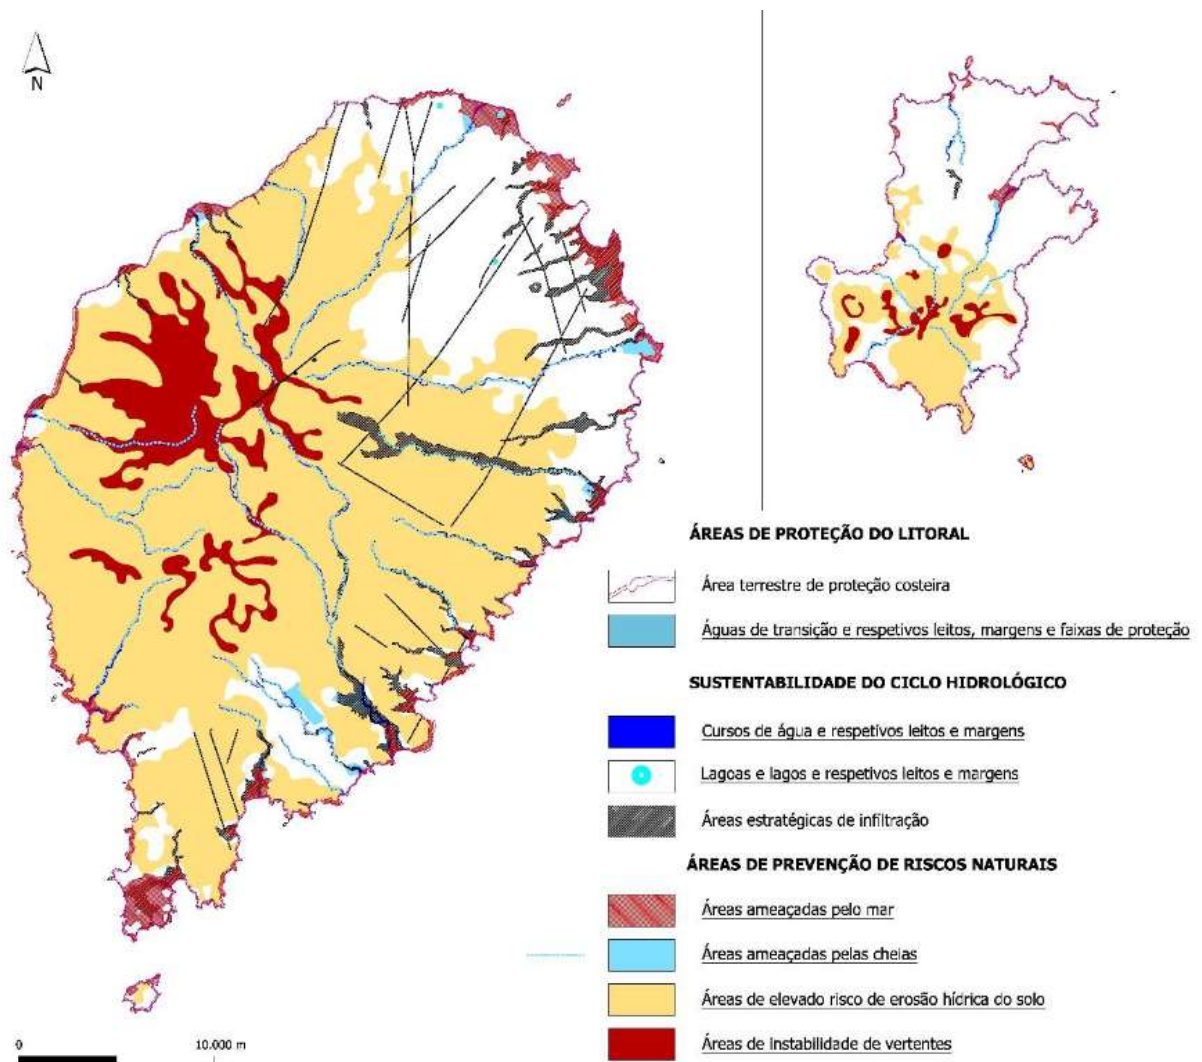 N
ÁREAS DE PROTEÇÃO DO LITORAL
Área terrestre de proteção costeira
Águas de transição e respetivos leitos, margens e faixas de proteção
SUSTENTABILIDADE DO CICLO HIDROLÓGICO
Cursos de água e respetivos leitos e margens
Lagoas e lagos e respetivos leitos e margens
Áreas estratégicas de infiltração
ÁREAS DE PREVENÇÃO DE RISCOS NATURAIS
Áreas ameaçadas pelo mar
Áreas ameaçadas pelas cheias
Áreas de elevado risco de erosão hídrica do solo
Áreas de instabilidade de vertentes
0 10.000 m